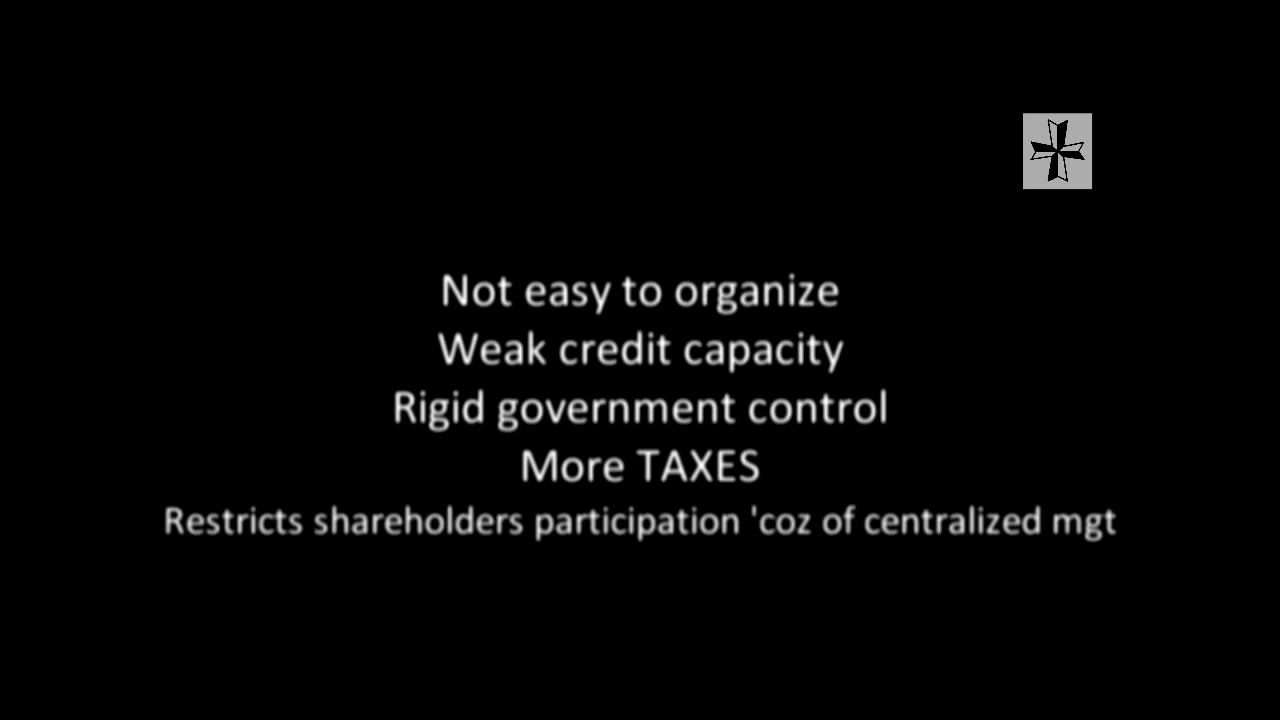 Not easy to organize
Weak credit capacity
Rigid government control
More TAXES
Restricts shareholders participation 'coz of centralized mgt